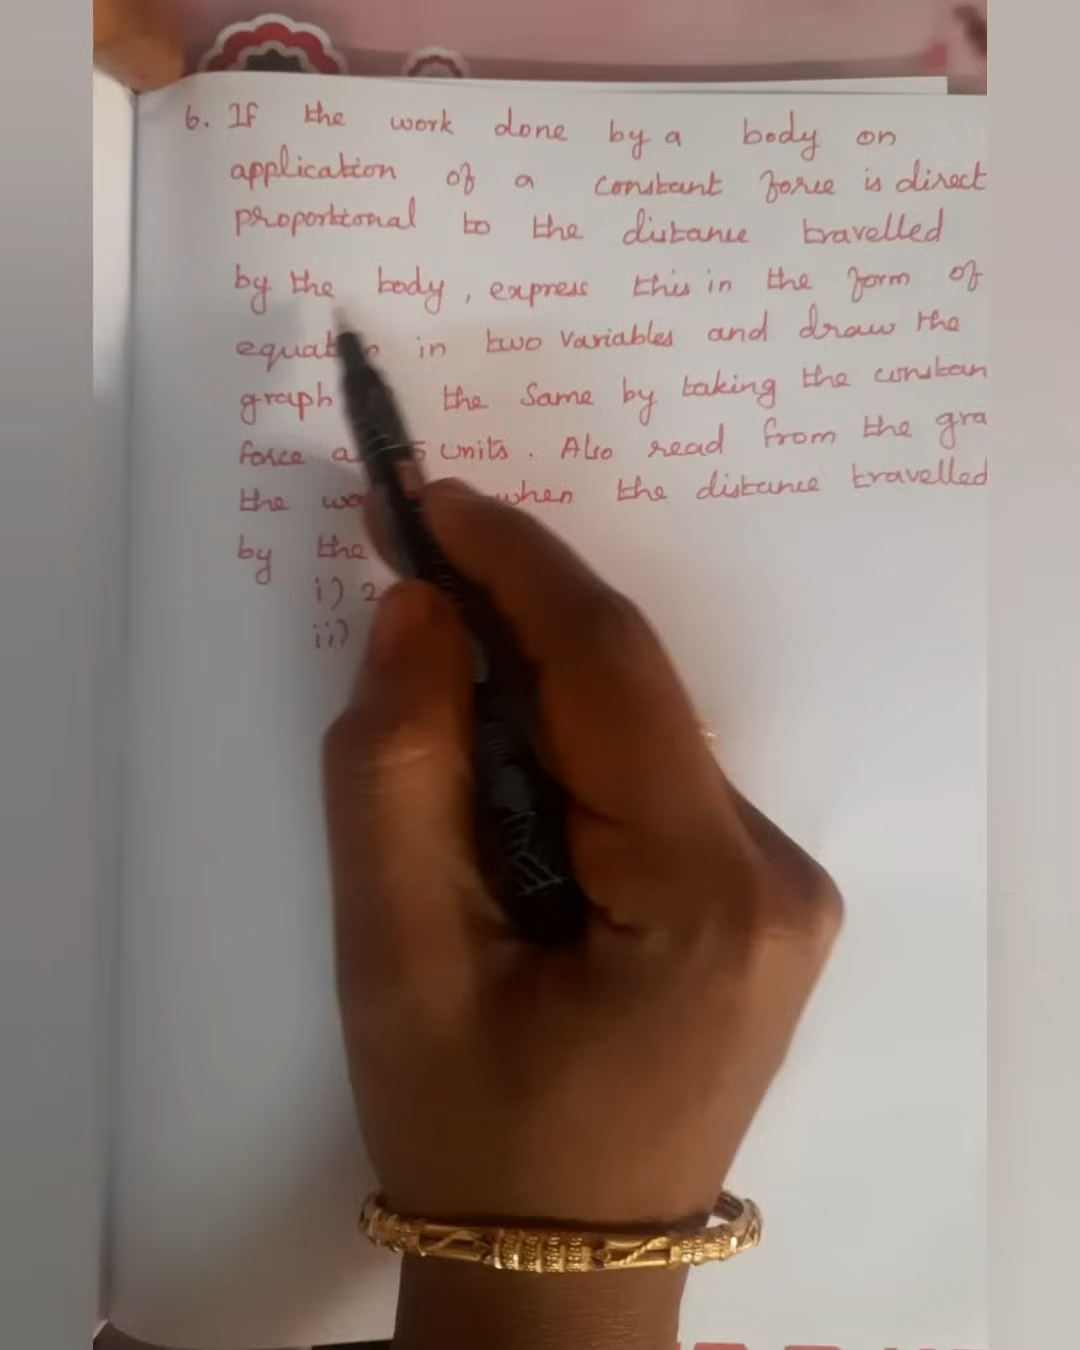 6. If the work done by a body on
application of a constant force is direct
proportional to the distance travelled
by the body, express this in the form of
in two variables and draw the
graph the same by taking the constan
force a 5 units. Also read from the gra
the when the distance travelled
by the
i) 2
ii)